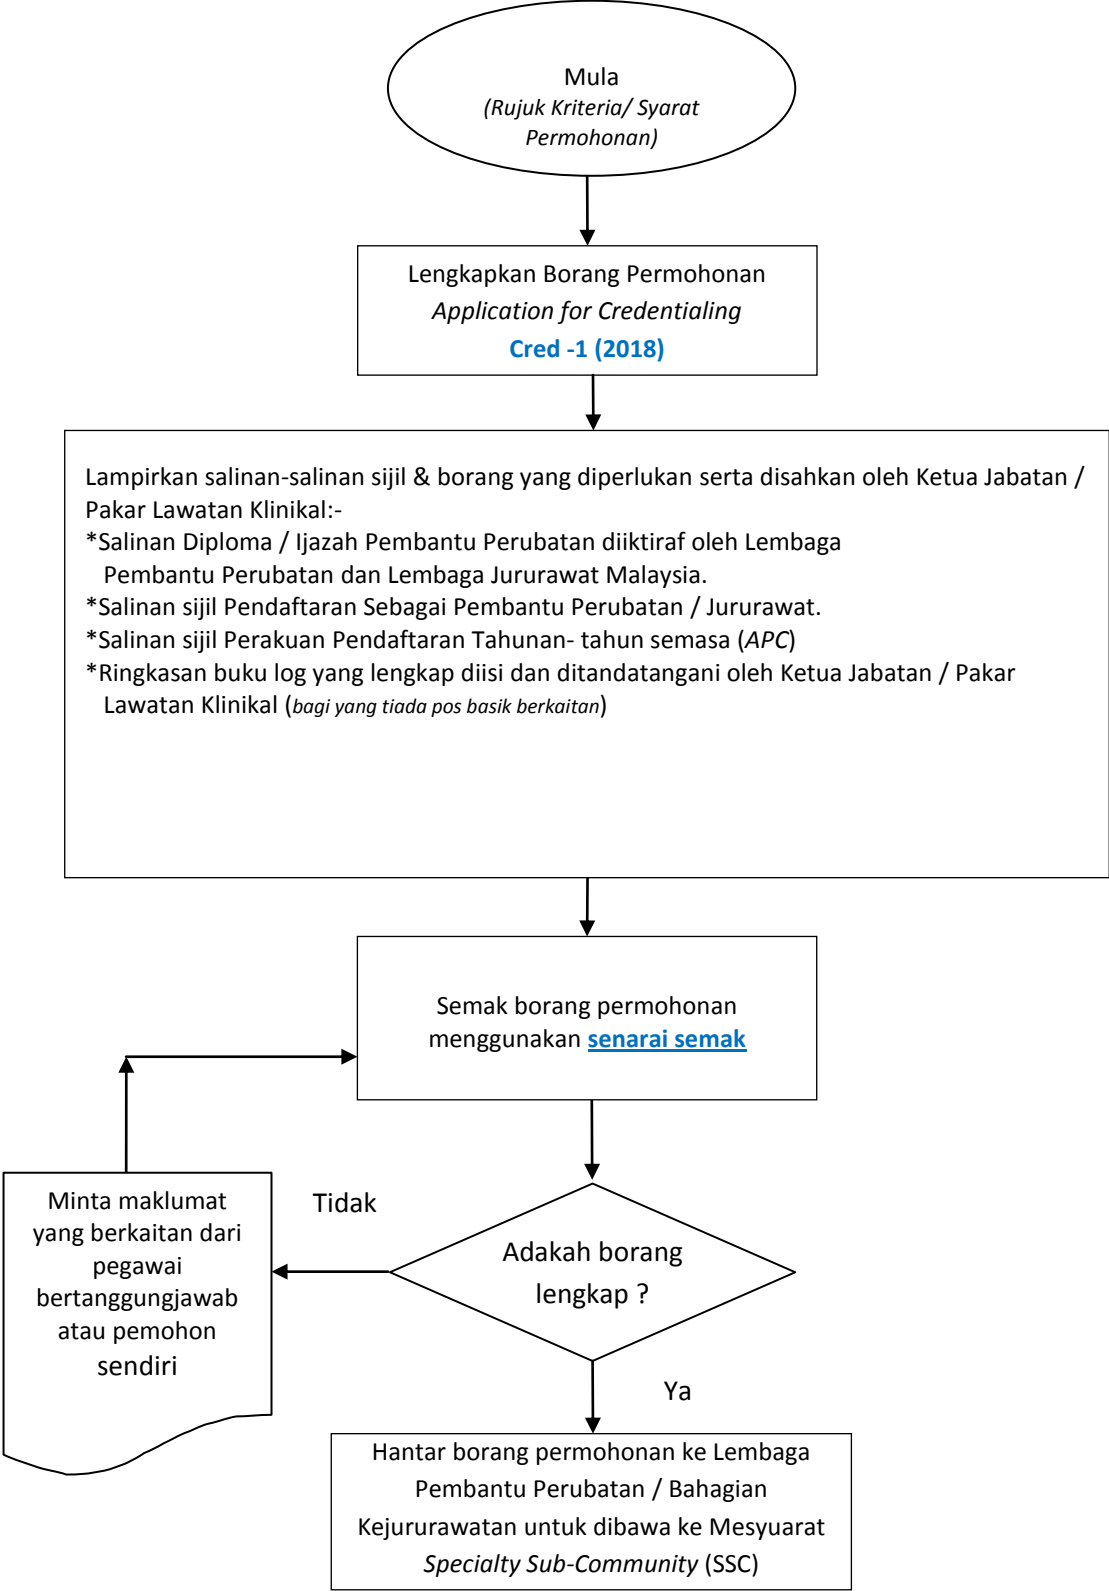 Mula
(Rujuk Kriteria/ Syarat
Permohonan)
Lengkapkan Borang Permohonan
Application for Credentialing
Cred -1 (2018)
Lampirkan salinan-salinan sijil & borang yang diperlukan serta disahkan oleh Ketua Jabatan /
Pakar Lawatan Klinikal:-
*Salinan Diploma / Ijazah Pembantu Perubatan diiktiraf oleh Lembaga
Pembantu Perubatan dan Lembaga Jururawat Malaysia.
*Salinan sijil Pendaftaran Sebagai Pembantu Perubatan / Jururawat.
*Salinan sijil Perakuan Pendaftaran Tahunan- tahun semasa (APC)
*Ringkasan buku log yang lengkap diisi dan ditandatangani oleh Ketua Jabatan / Pakar
Lawatan Klinikal (bagi yang tiada pos basik berkaitan)
Semak borang permohonan
menggunakan senarai semak
Minta maklumat
yang berkaitan dari
pegawai
bertanggungjawab
atau pemohon
sendiri
Tidak
Adakah borang
lengkap ?
Ya
Hantar borang permohonan ke Lembaga
Pembantu Perubatan / Bahagian
Kejururawatan untuk dibawa ke Mesyuarat
Specialty Sub-Community (SSC)